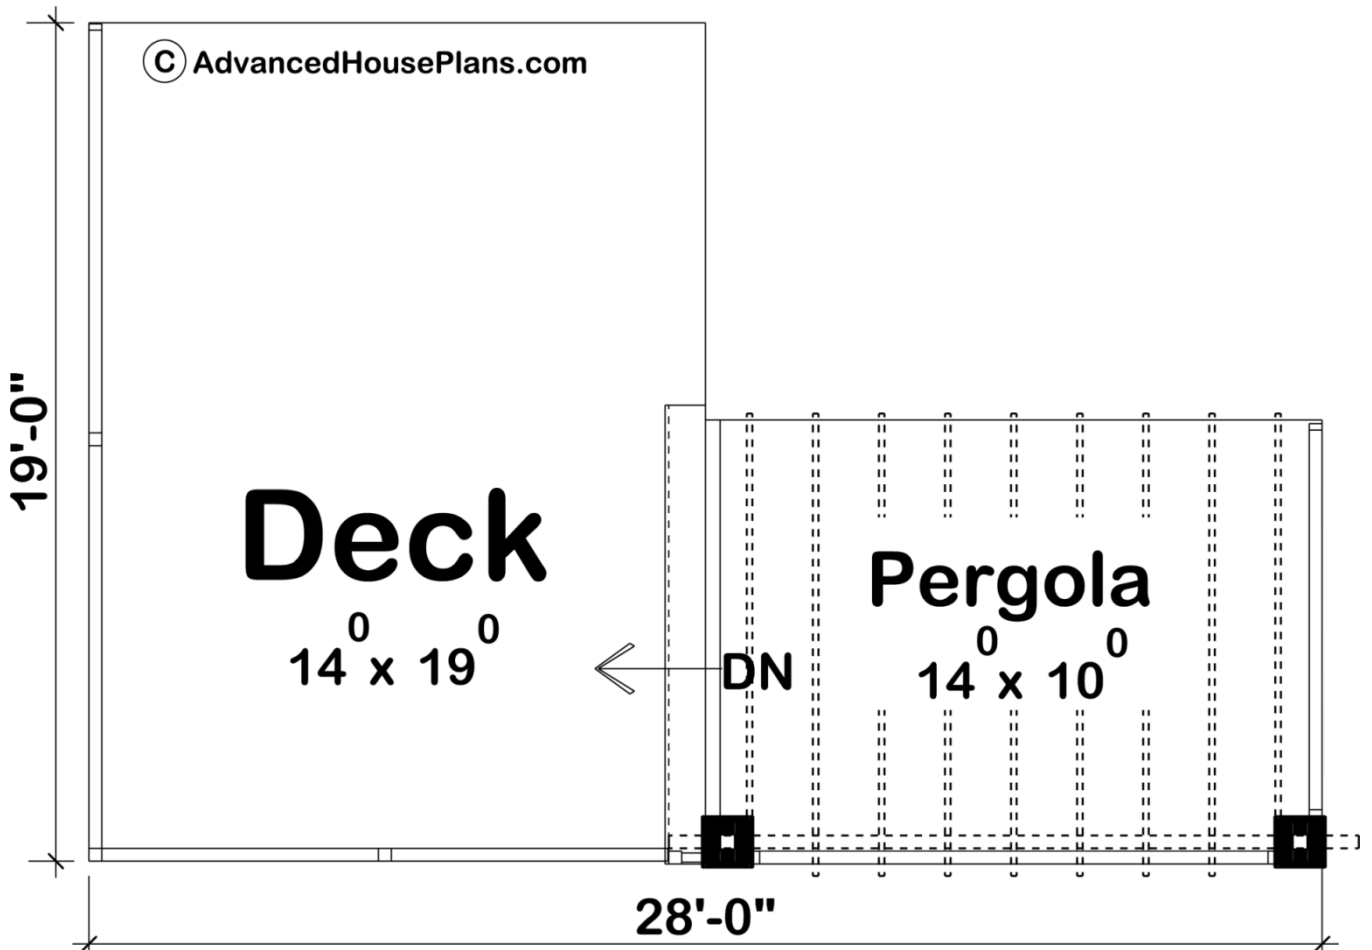 © AdvancedHousePlans.com
19'-0"
Deck
14⁰ x 19⁰
Pergola
14⁰ x 10⁰
DN
28'-0"